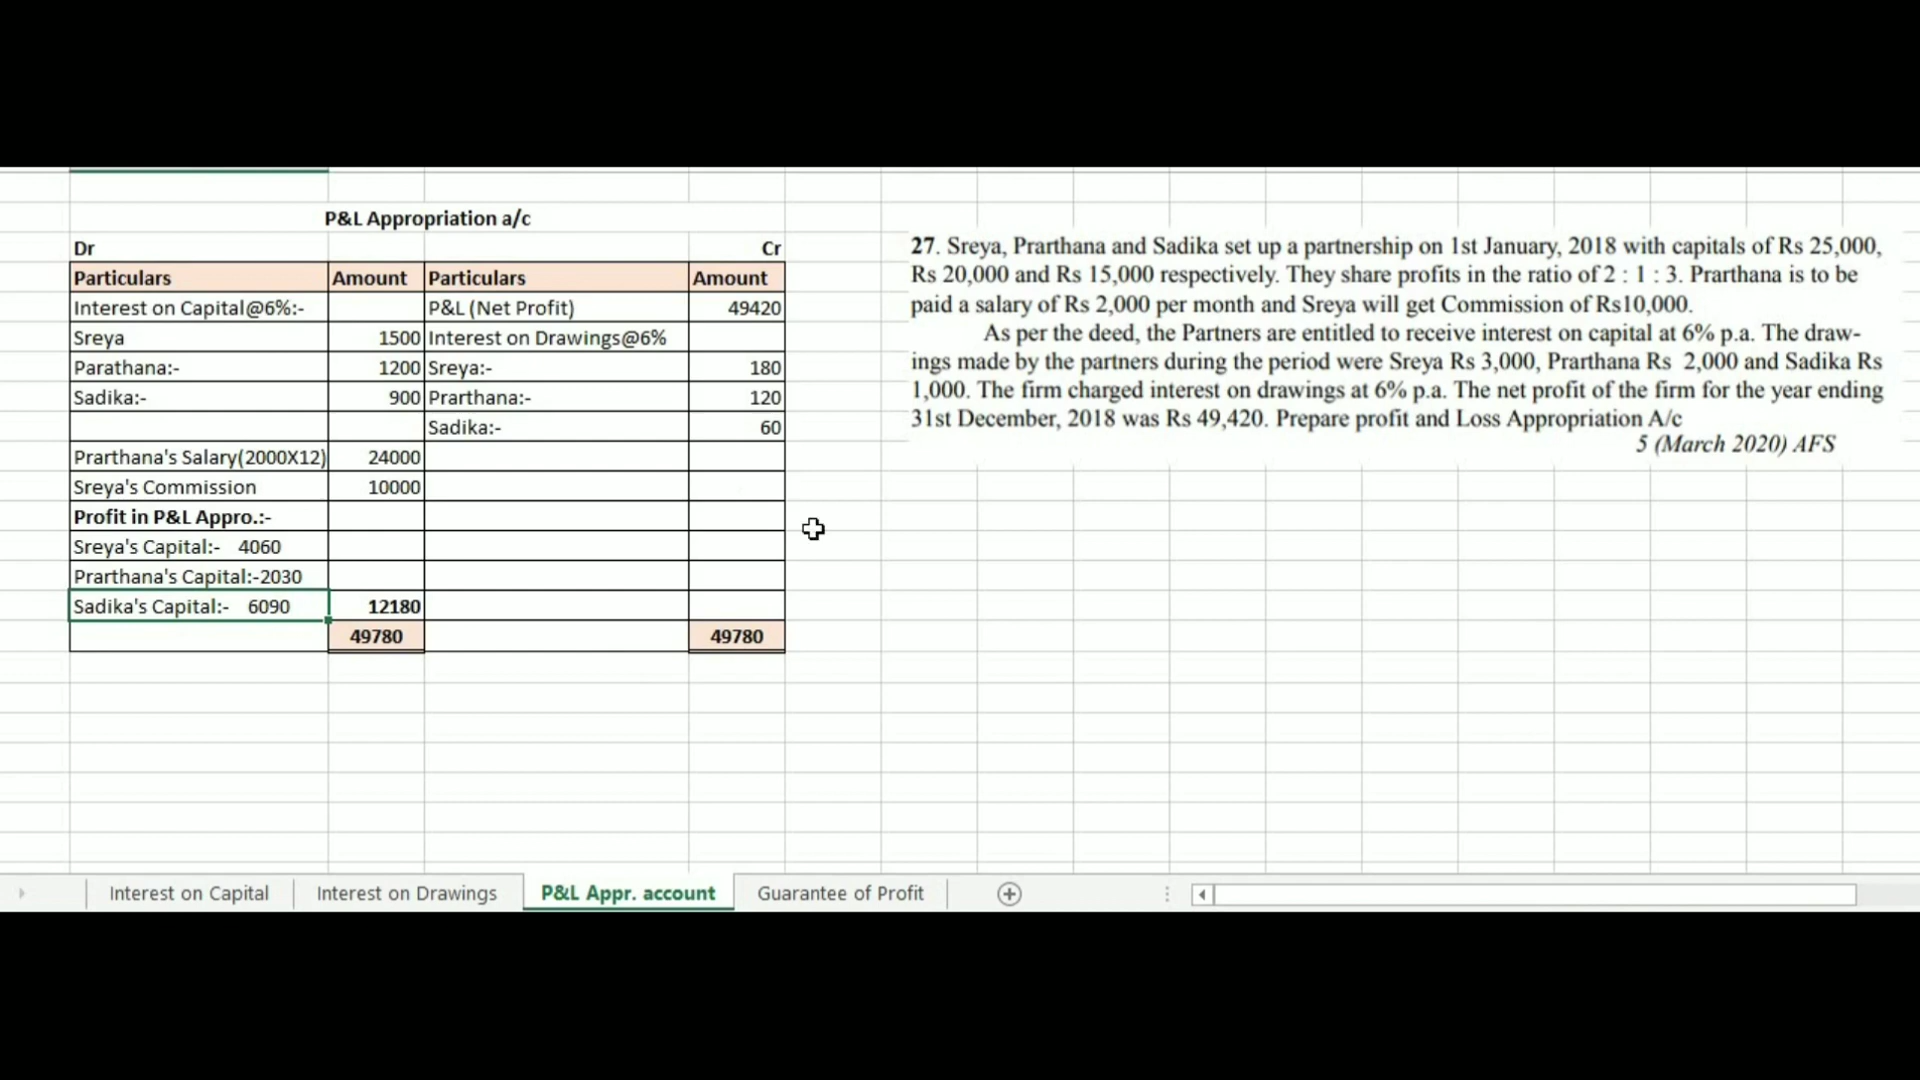 P&L Appropriation a/c
Dr Cr
Particulars Amount Particulars Amount
Interest on Capital@6%:- P&L (Net Profit) 49420
Sreya 1500 Interest on Drawings@6%
Parathana:- 1200 Sreya:- 180
Sadika:- 900 Prarthana:- 120
Sadika:- 60
Prarthana's Salary(2000X12) 24000
Sreya's Commission 10000
Profit in P&L Appro.:-
Sreya's Capital:- 4060
Prarthana's Capital:-2030
Sadika's Capital:- 6090 12180
49780 49780
27. Sreya, Prarthana and Sadika set up a partnership on 1st January, 2018 with capitals of Rs 25,000,
Rs 20,000 and Rs 15,000 respectively. They share profits in the ratio of 2 : 1 : 3. Prarthana is to be
paid a salary of Rs 2,000 per month and Sreya will get Commission of Rs10,000.
As per the deed, the Partners are entitled to receive interest on capital at 6% p.a. The draw-
ings made by the partners during the period were Sreya Rs 3,000, Prarthana Rs 2,000 and Sadika Rs
1,000. The firm charged interest on drawings at 6% p.a. The net profit of the firm for the year ending
31st December, 2018 was Rs 49,420. Prepare profit and Loss Appropriation A/c
5 (March 2020) AFS
Interest on Capital Interest on Drawings P&L Appr. account Guarantee of Profit